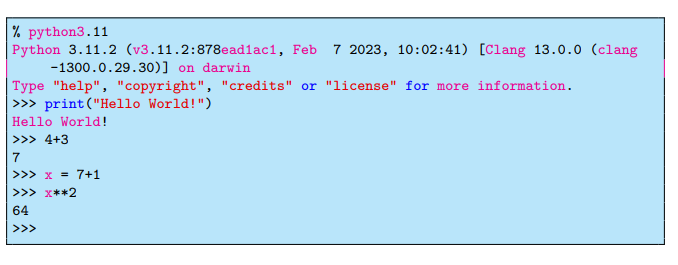 % python3.11
Python 3.11.2 (v3.11.2:878ead1ac1, Feb  7 2023, 10:02:41) [Clang 13.0.0 (clang
-1300.0.29.30)] on darwin
Type "help", "copyright", "credits" or "license" for more information.
>>> print("Hello World!")
Hello World!
>>> 4+3
7
>>> x = 7+1
>>> x**2
64
>>>